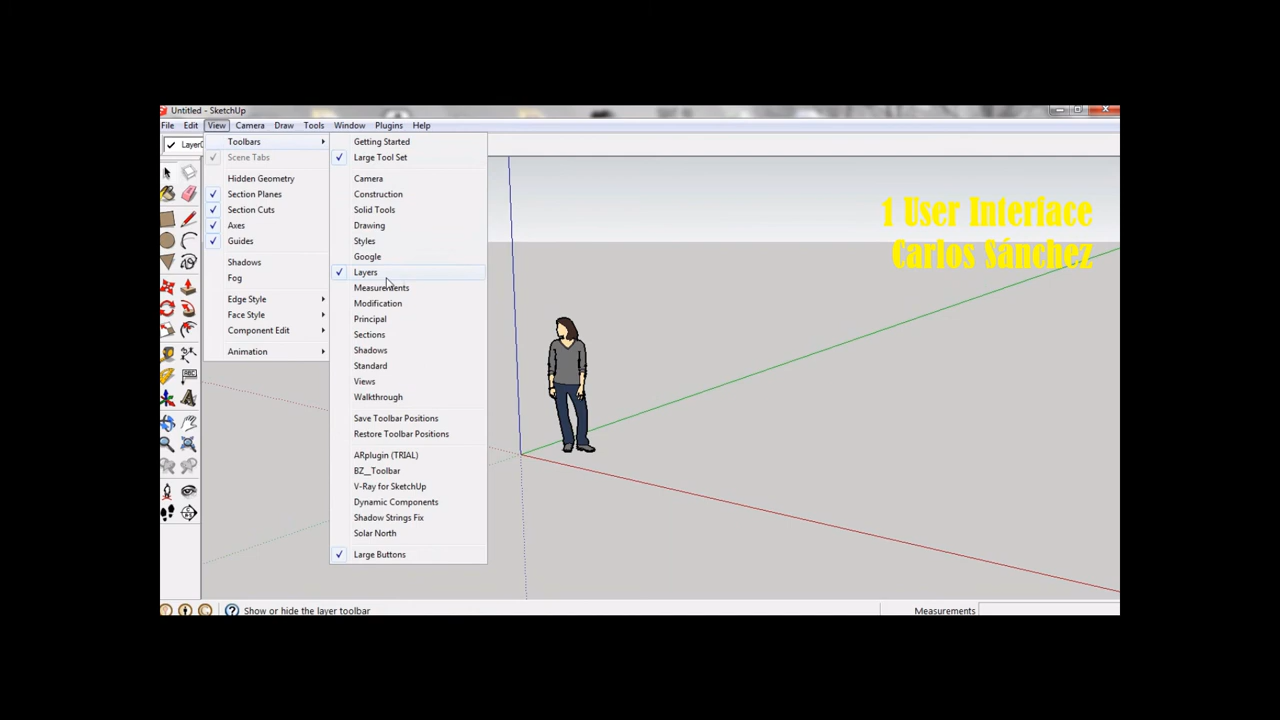 Untitled - SketchUp
File Edit View Camera Draw Tools Window Plugins Help
Toolbars
Scene Tabs
Hidden Geometry
Section Planes
Section Cuts
Axes
Guides
Shadows
Fog
Edge Style
Face Style
Component Edit
Animation
Getting Started
Large Tool Set
Camera
Construction
Solid Tools
Drawing
Styles
Google
Layers
Measurements
Modification
Principal
Sections
Shadows
Standard
Views
Walkthrough
Save Toolbar Positions
Restore Toolbar Positions
ARplugin (TRIAL)
BZ__Toolbar
V-Ray for SketchUp
Dynamic Components
Shadow Strings Fix
Solar North
Large Buttons
1 User Interface
Carlos Sánchez
Show or hide the layer toolbar
Measurements